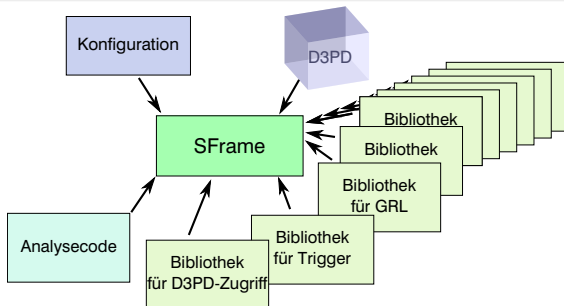 Konfiguration
D3PD
Bibliothek
SFrame
Bibliothek
Bibliothek
für GRL
Analysecode
Bibliothek
für Trigger
Bibliothek
für D3PD-Zugriff